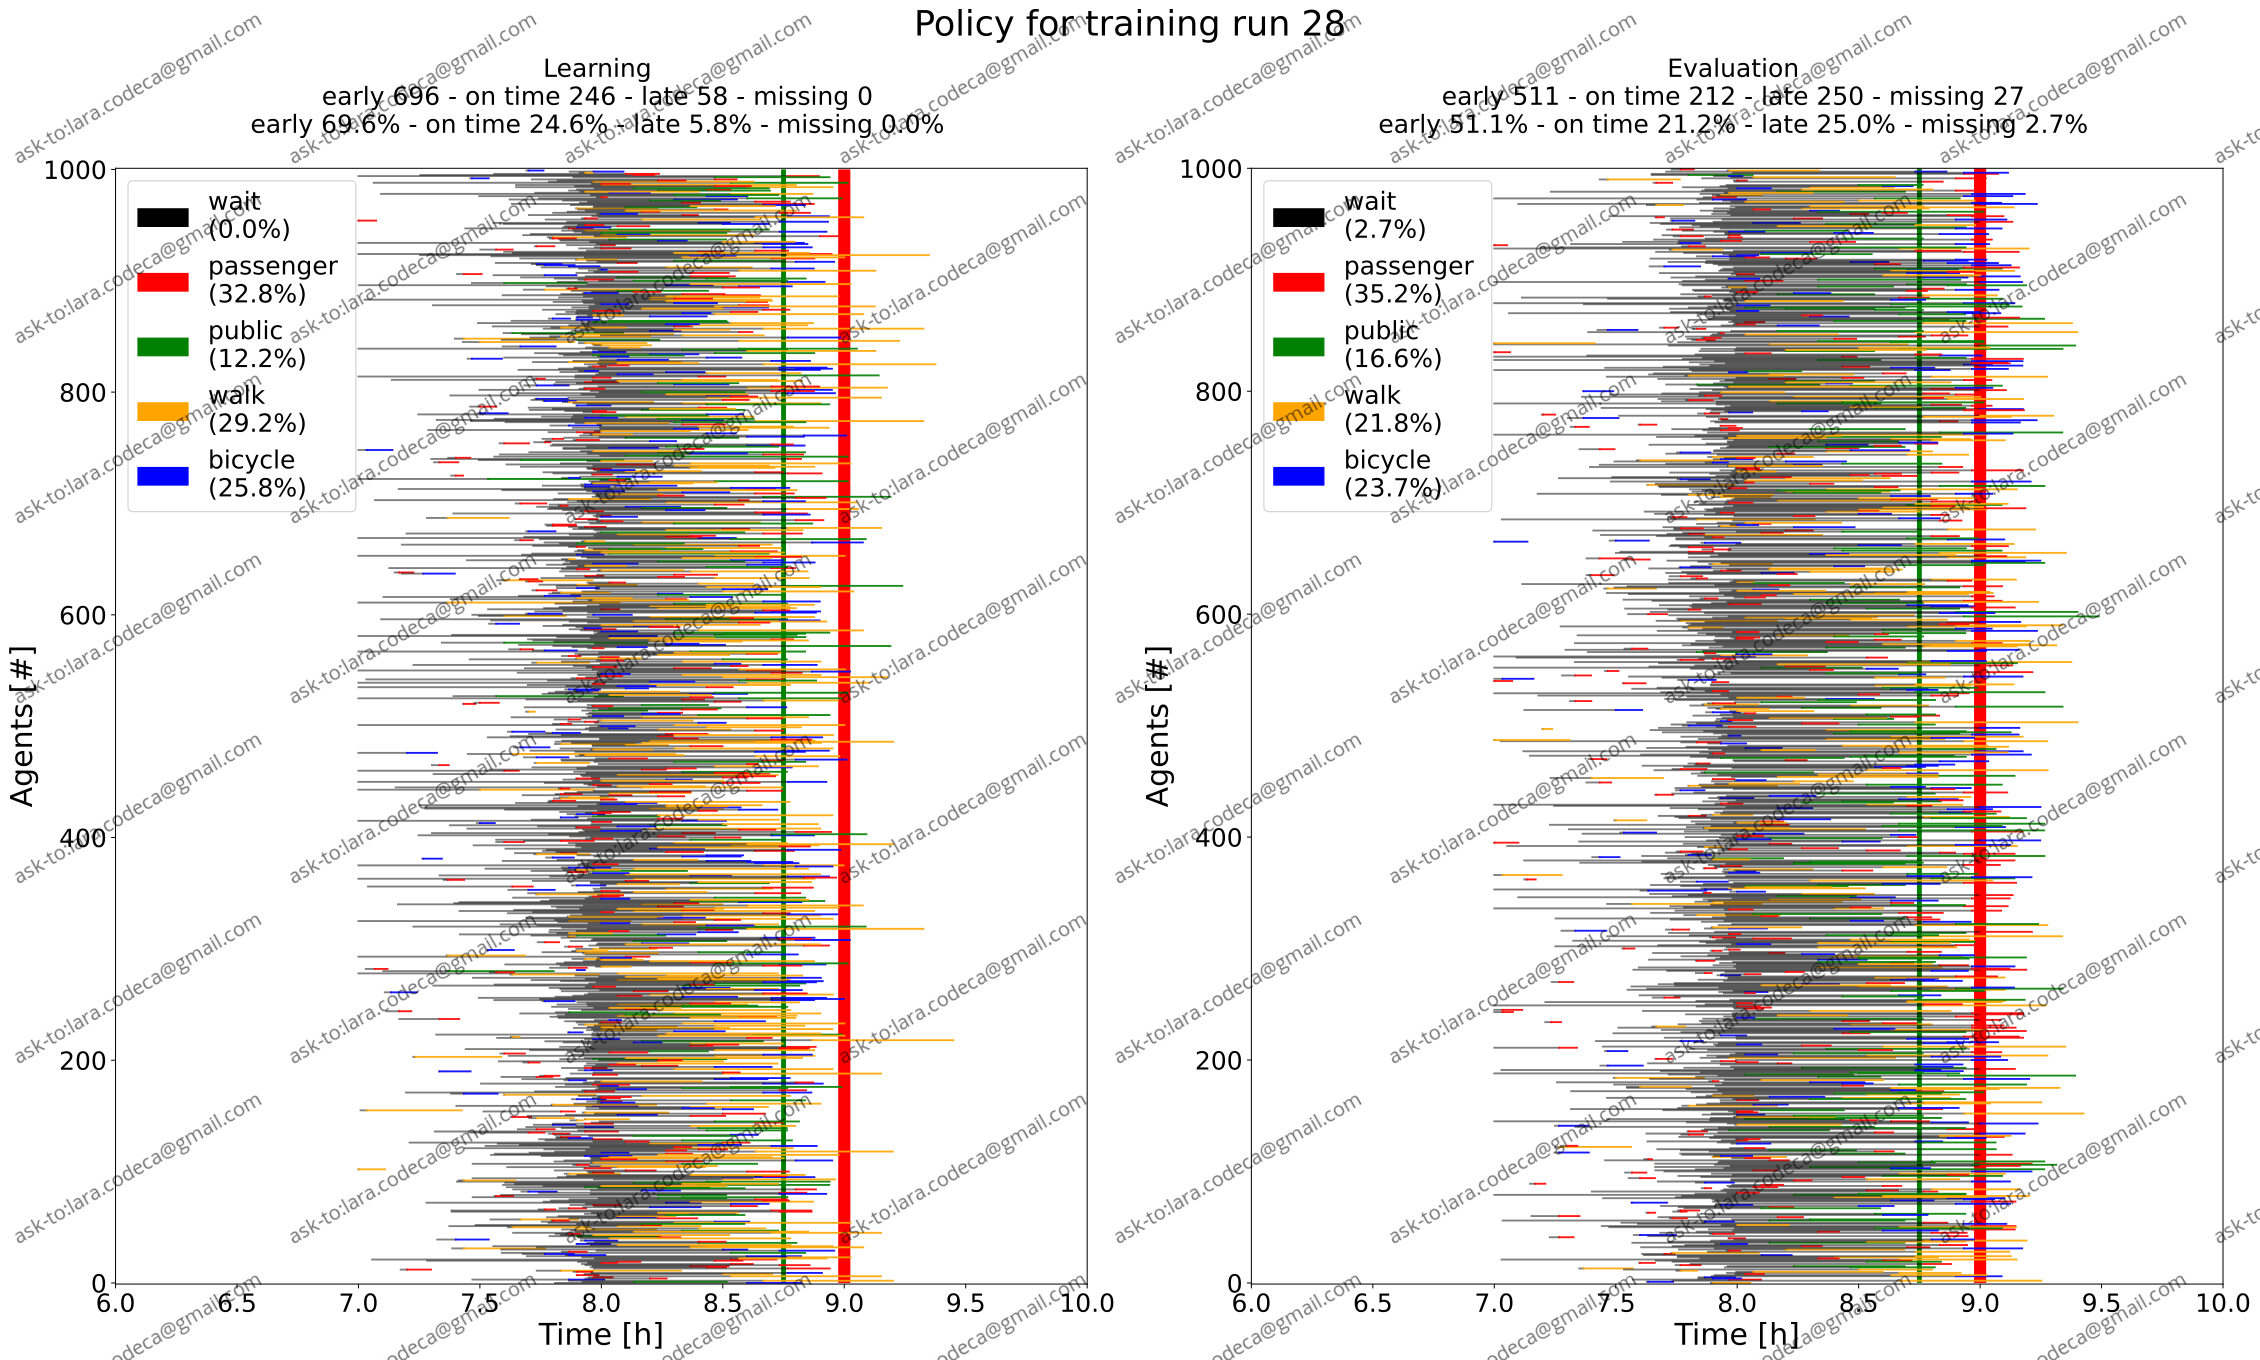 Policy for training run 28
Learning
early 696 - on time 246 - late 58 - missing 0
early 69.6% - on time 24.6% - late 5.8% - missing 0.0%
1000
800
600
400
200
0
Agents [#]
wait
(0.0%)
passenger
(32.8%)
public
(12.2%)
walk
(29.2%)
bicycle
(25.8%)
6.0 6.5 7.0 7.5 8.0 8.5 9.0 9.5 10.0
Time [h]
Evaluation
early 511 - on time 212 - late 250 - missing 27
early 51.1% - on time 21.2% - late 25.0% - missing 2.7%
1000
800
600
400
200
0
Agents [#]
wait
(2.7%)
passenger
(35.2%)
public
(16.6%)
walk
(21.8%)
bicycle
(23.7%)
6.0 6.5 7.0 7.5 8.0 8.5 9.0 9.5 10.0
Time [h]
ask-to:lara.codeca@gmail.com